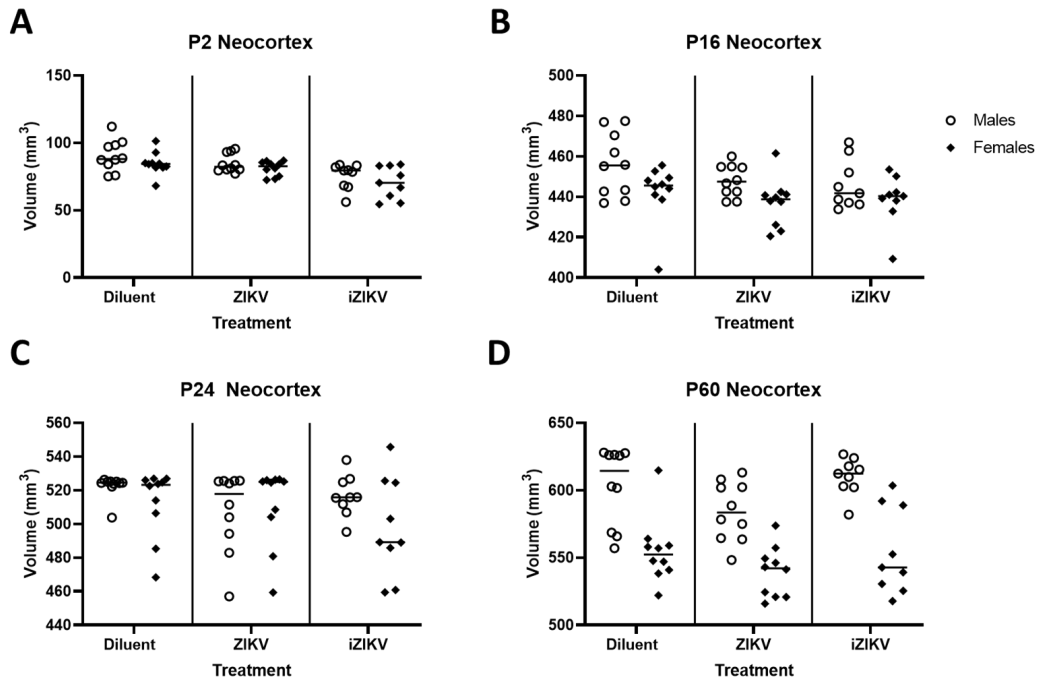 A
P2 Neocortex
Volume (mm3)
150
100
50
0
Diluent
ZIKV
iZIKV
Treatment
B
P16 Neocortex
Volume (mm3)
500
480
460
440
420
400
Diluent
ZIKV
iZIKV
Treatment
Males
Females
C
P24 Neocortex
Volume (mm3)
560
540
520
500
480
460
440
Diluent
ZIKV
iZIKV
Treatment
D
P60 Neocortex
Volume (mm3)
650
600
550
500
Diluent
ZIKV
iZIKV
Treatment